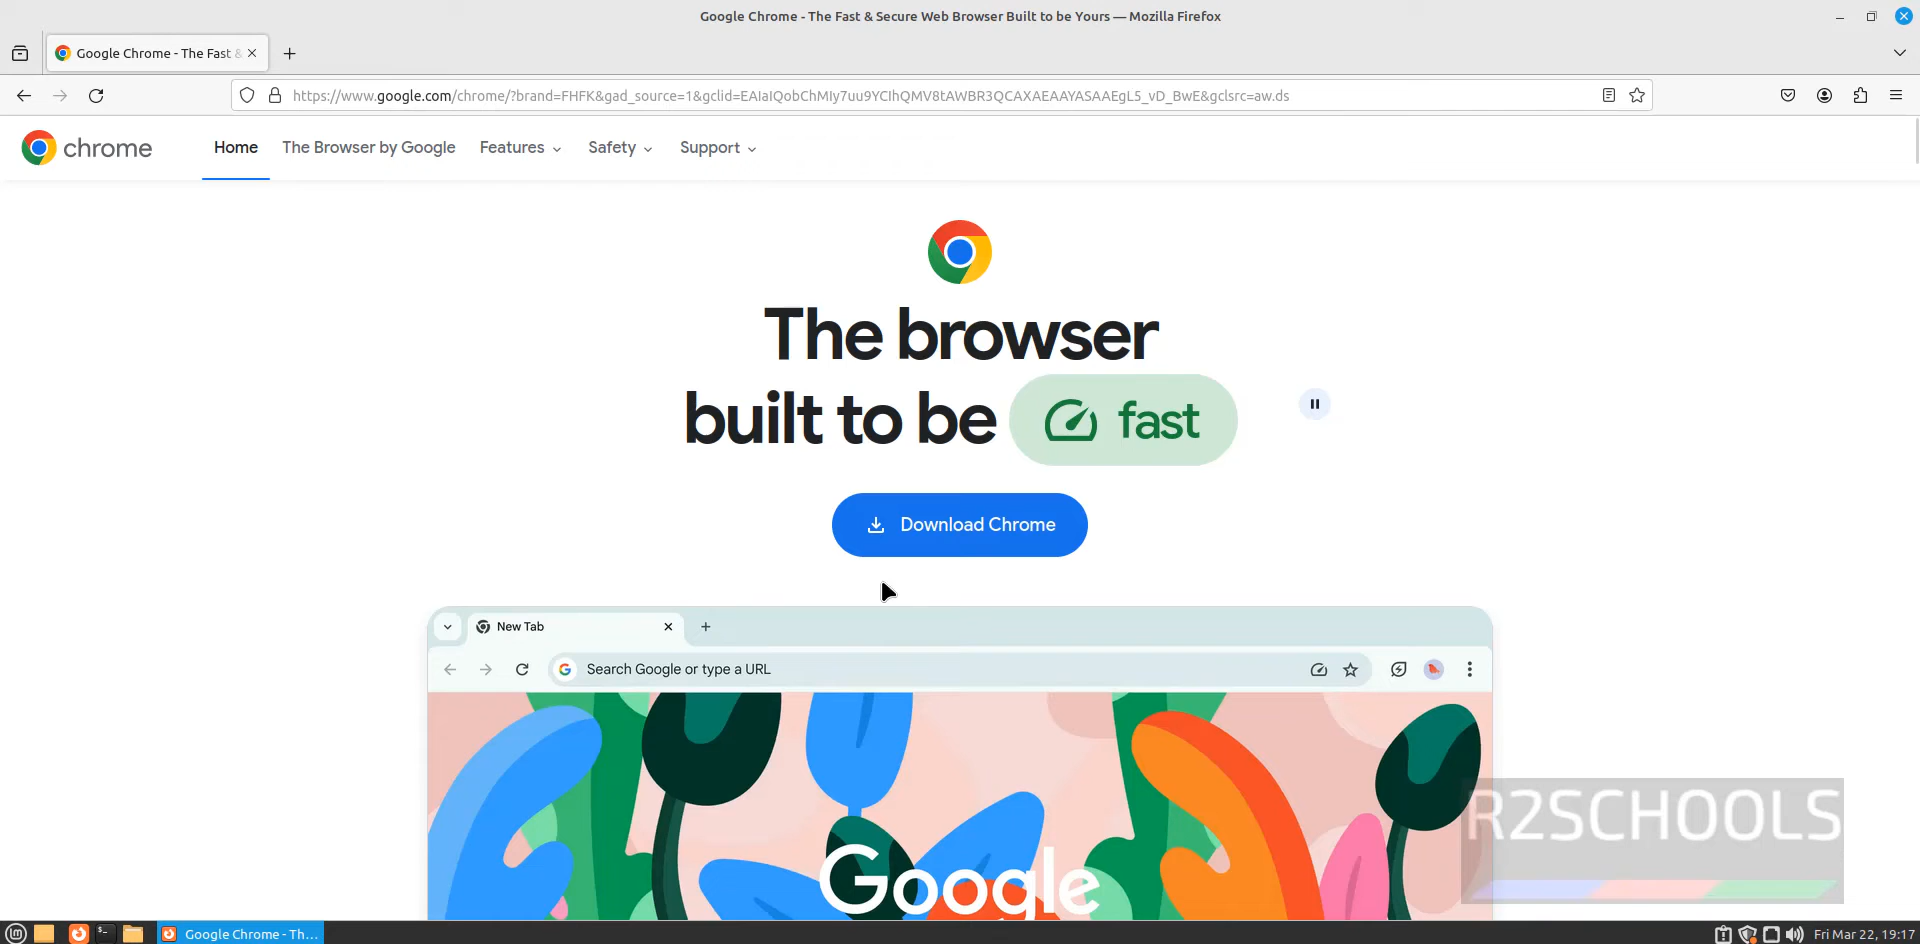 Google Chrome - The Fast & Secure Web Browser Built to be Yours — Mozilla Firefox
Google Chrome - The Fast &
https://www.google.com/chrome/?brand=FHFK&gad_source=1&gclid=EAIaIQobChMIy7uu9YCIhQMV8tAWBR3QCAXAEAAYASAAEgL5_vD_BwE&gclsrc=aw.ds
chrome
Home The Browser by Google Features Safety Support
The browser
built to be fast
Download Chrome
New Tab
Search Google or type a URL
Google
R2SCHOOLS
Google Chrome - Th...
Fri Mar 22, 19:17